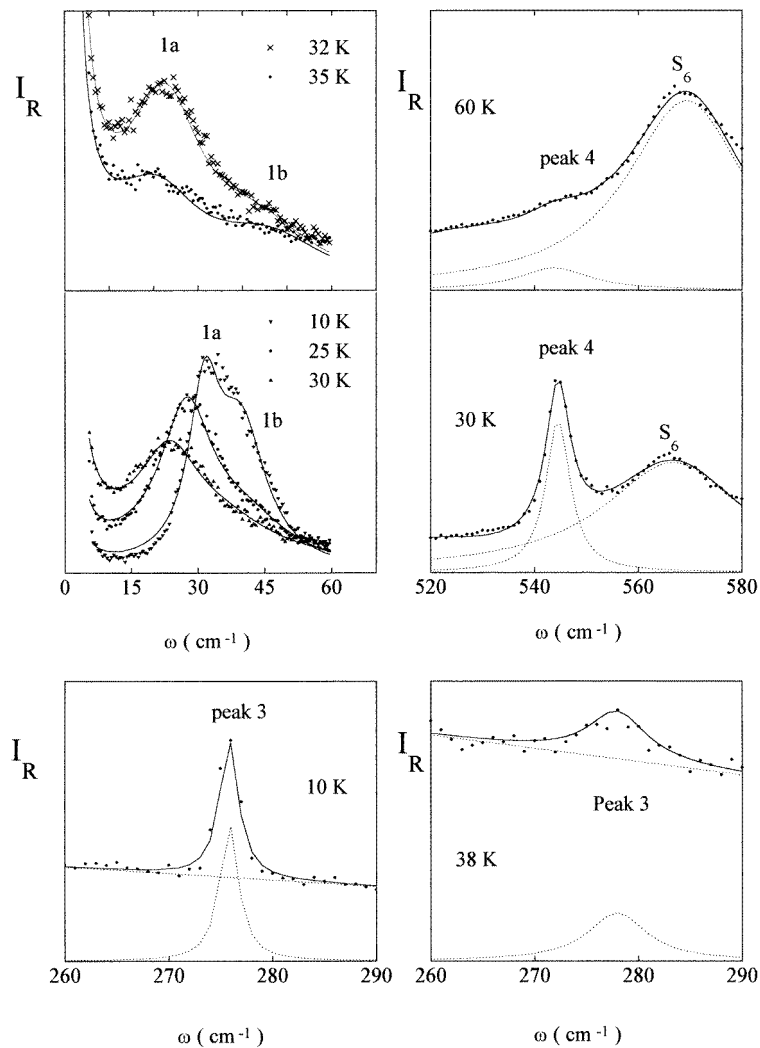 I_R
1a
× 32 K
• 35 K
1b
I_R
60 K
S_6
peak 4
1a
▾ 10 K
• 25 K
▴ 30 K
1b
0 15 30 45 60
ω ( cm⁻¹ )
peak 4
30 K
S_6
520 540 560 580
ω ( cm⁻¹ )
I_R
peak 3
10 K
260 270 280 290
ω ( cm⁻¹ )
I_R
Peak 3
38 K
260 270 280 290
ω ( cm⁻¹ )